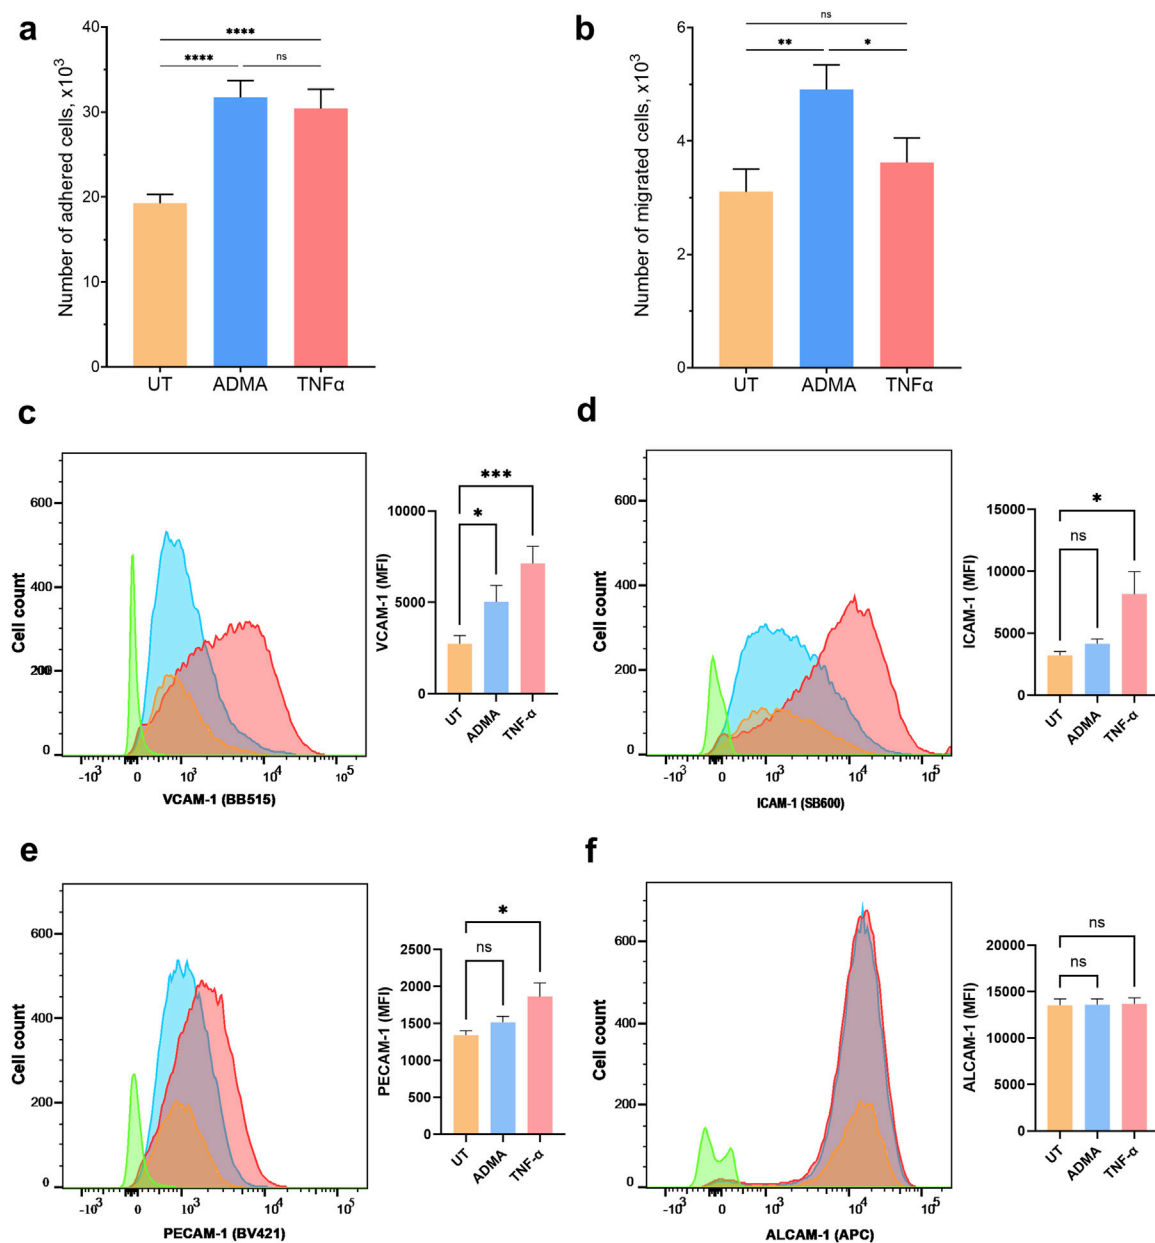 a
Number of adhered cells, x10³
40
30
20
10
0
****
****
ns
UT ADMA TNFα
b
Number of migrated cells, x10³
6
4
2
0
ns
**
*
UT ADMA TNFα
c
Cell count
600
400
200
0
-10³ 0 10³ 10⁴ 10⁵
VCAM-1 (BB515)
VCAM-1 (MFI)
10000
5000
0
***
*
UT ADMA TNF-α
d
Cell count
600
400
200
0
-10³ 0 10³ 10⁴ 10⁵
ICAM-1 (SB600)
ICAM-1 (MFI)
15000
10000
5000
0
*
ns
UT ADMA TNF-α
e
Cell count
600
400
200
0
-10³ 0 10³ 10⁴ 10⁵
PECAM-1 (BV421)
PECAM-1 (MFI)
2500
2000
1500
1000
500
0
*
ns
UT ADMA TNF-α
f
Cell count
600
400
200
0
-10³ 0 10³ 10⁴ 10⁵
ALCAM-1 (APC)
ALCAM-1 (MFI)
20000
15000
10000
5000
0
ns
ns
UT ADMA TNF-α